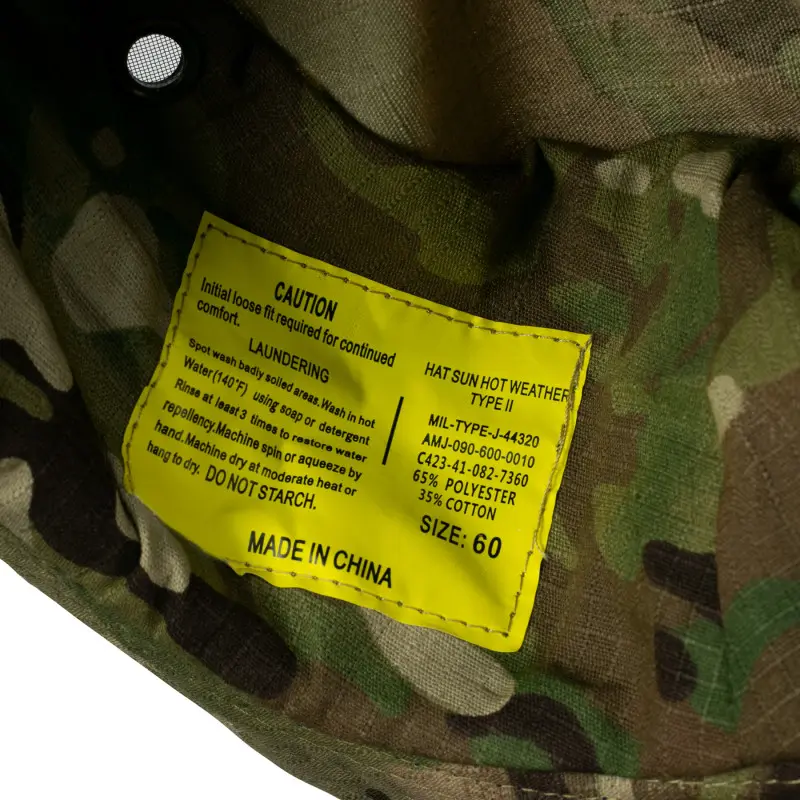 CAUTION
Initial loose fit required for continued
comfort.
LAUNDERING
Spot wash badly soiled areas.Wash in hot
Water(140°F) using soap or detergent
Rinse at least 3 times to restore water
repellency.Machine spin or aqueeze by
hand.Machine dry at moderate heat or
hang to dry. DO NOT STARCH.
HAT SUN HOT WEATHER
TYPE II
MIL-TYPE-J-44320
AMJ-090-600-0010
C423-41-082-7360
65% POLYESTER
35% COTTON
SIZE: 60
MADE IN CHINA